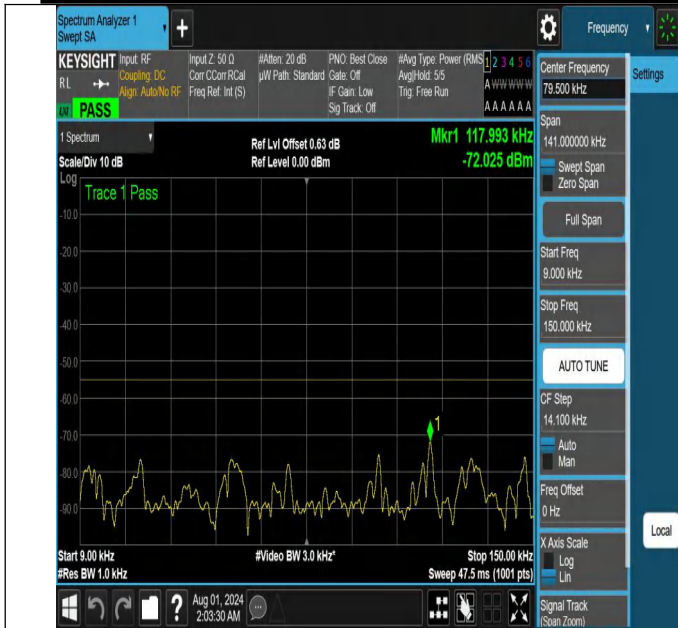 Spectrum Analyzer 1
Swept SA
+
Frequency
KEYSIGHT
RL
LXI
PASS
Input: RF
Coupling: DC
Align: Auto/No RF
Input Z: 50 Ω
Corr CCorr RCal
Freq Ref: Int (S)
#Atten: 20 dB
µW Path: Standard
PNO: Best Close
Gate: Off
IF Gain: Low
Sig Track: Off
#Avg Type: Power (RMS
Avg|Hold: 5/5
Trig: Free Run
1 2 3 4 5 6
A W W W W W
A A A A A A
1 Spectrum
Scale/Div 10 dB
Log
Ref Lvl Offset 0.63 dB
Ref Level 0.00 dBm
Mkr1 117.993 kHz
-72.025 dBm
Trace 1 Pass
-10.0
-20.0
-30.0
-40.0
-50.0
-60.0
-70.0
-80.0
-90.0
1
Start 9.00 kHz
#Res BW 1.0 kHz
#Video BW 3.0 kHz*
Stop 150.00 kHz
Sweep 47.5 ms (1001 pts)
?
Aug 01, 2024
2:03:30 AM
Center Frequency
79.500 kHz
Settings
Span
141.000000 kHz
Swept Span
Zero Span
Full Span
Start Freq
9.000 kHz
Stop Freq
150.000 kHz
AUTO TUNE
CF Step
14.100 kHz
Auto
Man
Freq Offset
0 Hz
X Axis Scale
Log
Lin
Local
Signal Track
(Span Zoom)